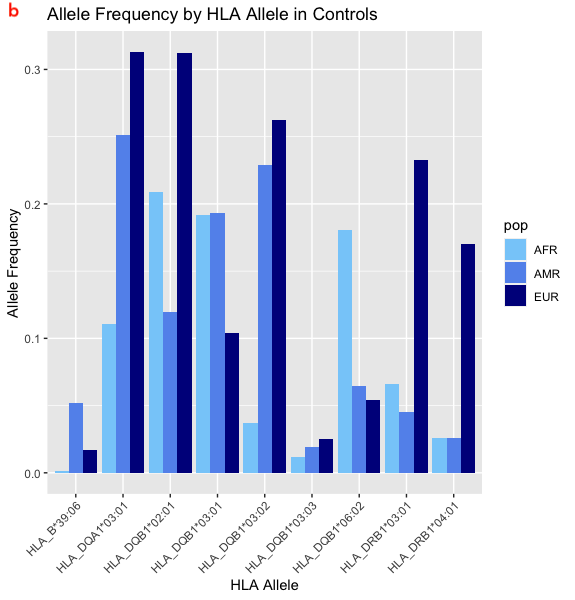 b
Allele Frequency by HLA Allele in Controls
Allele Frequency
0.3
0.2
0.1
0.0
pop
AFR
AMR
EUR
HLA_B*39:06
HLA_DQA1*03:01
HLA_DQB1*02:01
HLA_DQB1*03:01
HLA_DQB1*03:02
HLA_DQB1*03:03
HLA_DQB1*06:02
HLA_DRB1*03:01
HLA_DRB1*04:01
HLA Allele